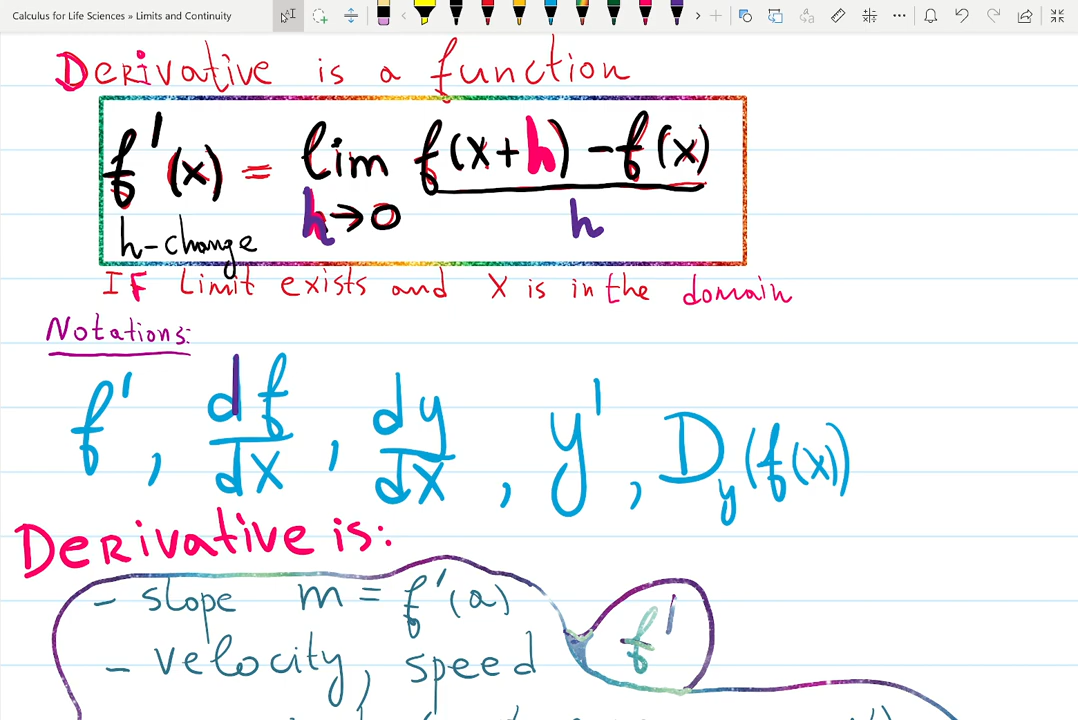 Calculus for Life Sciences » Limits and Continuity
Derivative is a function
f'(x) = lim f(x+h) - f(x)
h→0 h
h-change
IF Limit exists and x is in the domain
Notations:
f', df/dx, dy/dx, y', D_y(f(x))
Derivative is:
- slope m = f'(a)
f'
- velocity, speed